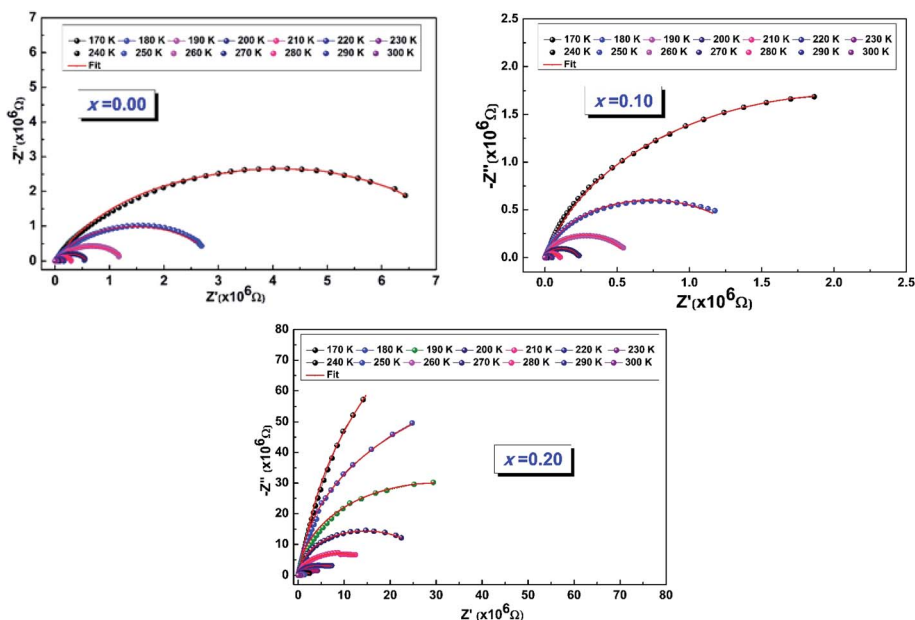 7
6
5
4
3
2
1
0
-Z''(x10⁶Ω)
170 K 180 K 190 K 200 K 210 K 220 K 230 K
240 K 250 K 260 K 270 K 280 K 290 K 300 K
Fit
x=0.00
0 1 2 3 4 5 6 7
Z'(x10⁶Ω)
2.5
2.0
1.5
1.0
0.5
0.0
-Z''(x10⁶Ω)
170 K 180 K 190 K 200 K 210 K 220 K 230 K
240 K 250 K 260 K 270 K 280 K 290 K 300 K
Fit
x=0.10
0.0 0.5 1.0 1.5 2.0 2.5
Z'(x10⁶Ω)
80
70
60
50
40
30
20
10
0
-Z''(x10⁶Ω)
170 K 180 K 190 K 200 K 210 K 220 K 230 K
240 K 250 K 260 K 270 K 280 K 290 K 300 K
Fit
x=0.20
0 10 20 30 40 50 60 70 80
Z'(x10⁶Ω)